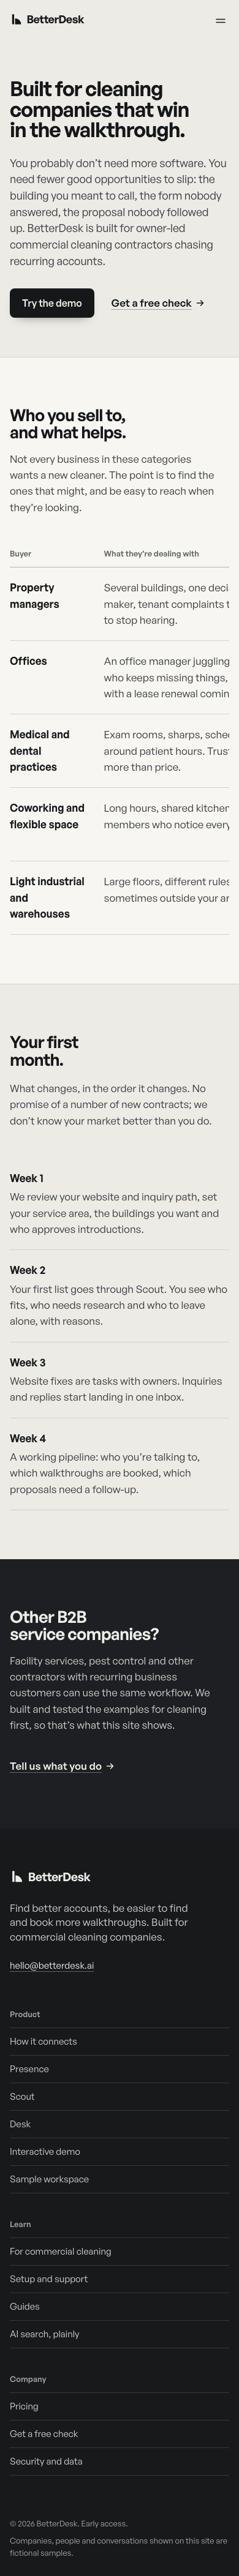 BetterDesk
Built for cleaning
companies that win
in the walkthrough.
You probably don’t need more software. You
need fewer good opportunities to slip: the
building you meant to call, the form nobody
answered, the proposal nobody followed
up. BetterDesk is built for owner-led
commercial cleaning contractors chasing
recurring accounts.
Try the demo
Get a free check →
Who you sell to,
and what helps.
Not every business in these categories
wants a new cleaner. The point is to find the
ones that might, and be easy to reach when
they’re looking.
Buyer
What they’re dealing with
Property
managers
Several buildings, one deci
maker, tenant complaints t
to stop hearing.
Offices
An office manager juggling
who keeps missing things,
with a lease renewal comin
Medical and
dental
practices
Exam rooms, sharps, sched
around patient hours. Trus
more than price.
Coworking and
flexible space
Long hours, shared kitchen
members who notice every
Light industrial
and
warehouses
Large floors, different rules
sometimes outside your ar
Your first
month.
What changes, in the order it changes. No
promise of a number of new contracts; we
don’t know your market better than you do.
Week 1
We review your website and inquiry path, set
your service area, the buildings you want and
who approves introductions.
Week 2
Your first list goes through Scout. You see who
fits, who needs research and who to leave
alone, with reasons.
Week 3
Website fixes are tasks with owners. Inquiries
and replies start landing in one inbox.
Week 4
A working pipeline: who you’re talking to,
which walkthroughs are booked, which
proposals need a follow-up.
Other B2B
service companies?
Facility services, pest control and other
contractors with recurring business
customers can use the same workflow. We
built and tested the examples for cleaning
first, so that’s what this site shows.
Tell us what you do →
BetterDesk
Find better accounts, be easier to find
and book more walkthroughs. Built for
commercial cleaning companies.
hello@betterdesk.ai
Product
How it connects
Presence
Scout
Desk
Interactive demo
Sample workspace
Learn
For commercial cleaning
Setup and support
Guides
AI search, plainly
Company
Pricing
Get a free check
Security and data
© 2026 BetterDesk. Early access.
Companies, people and conversations shown on this site are
fictional samples.